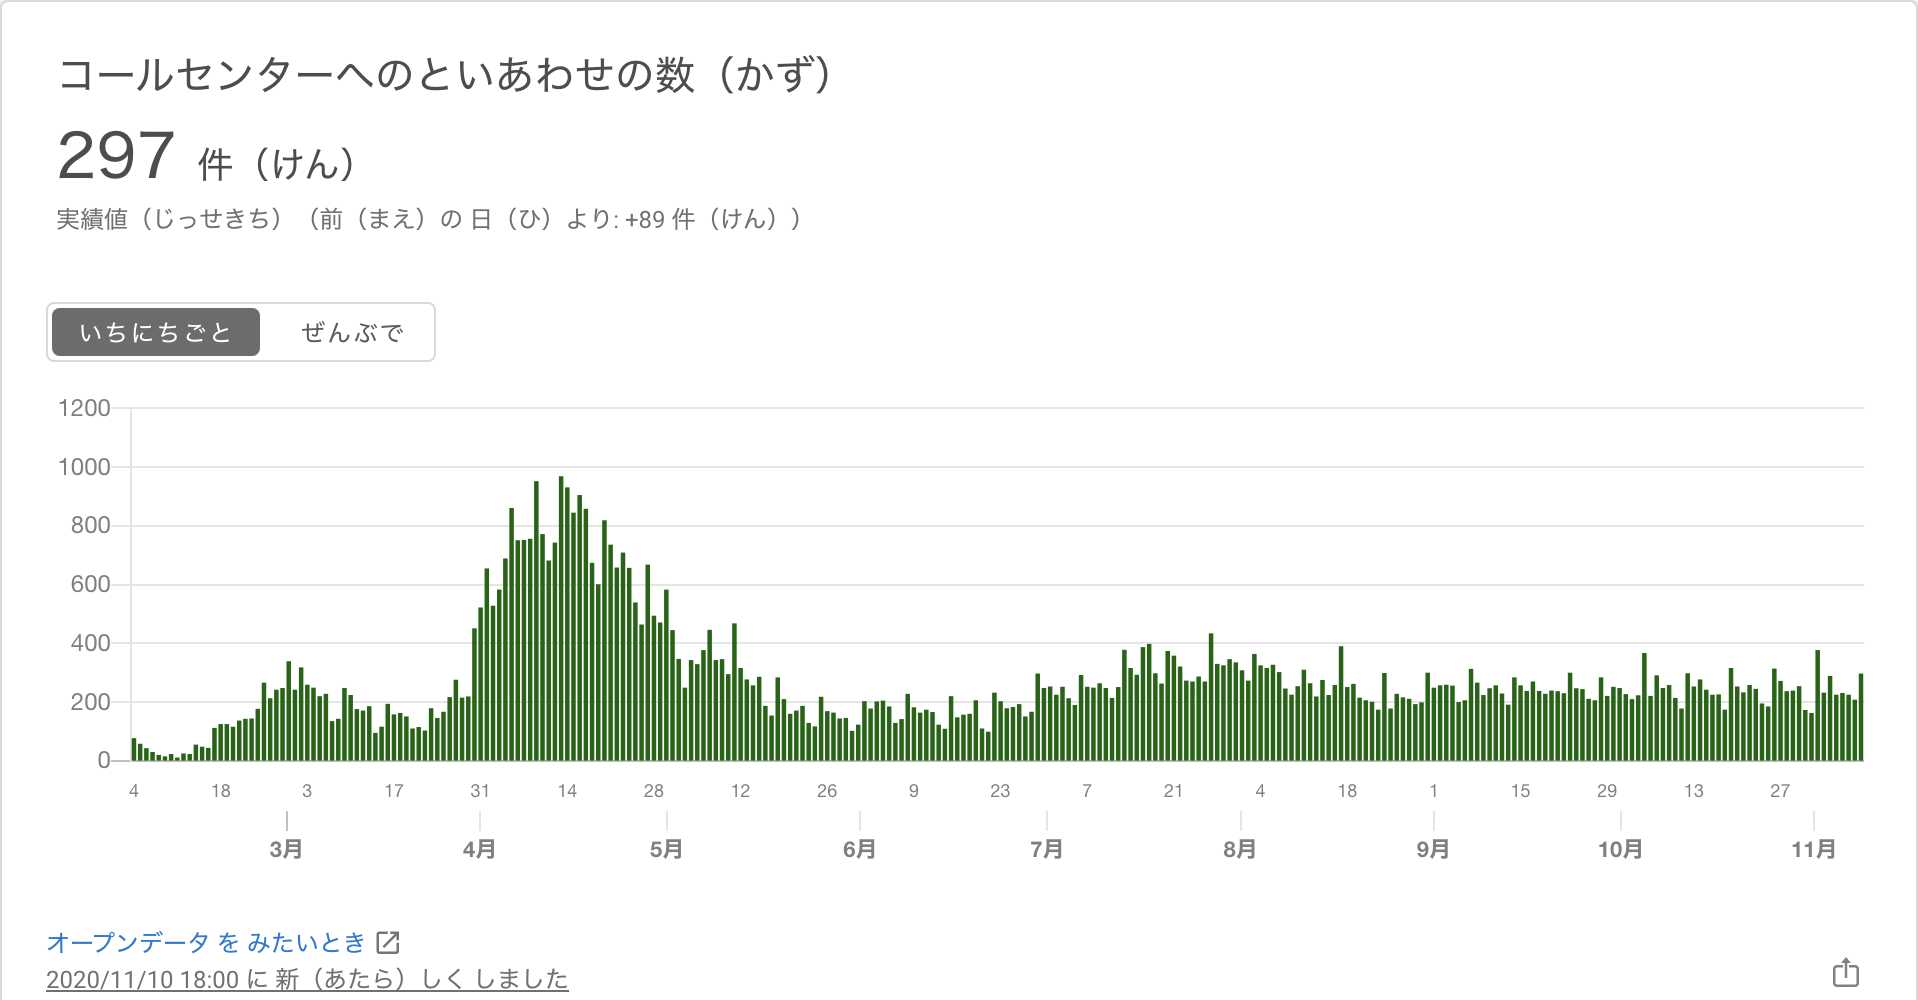 コールセンターへのといあわせの数（かず）
297 件（けん）
実績値（じっせきち）（前（まえ）の 日（ひ）より: +89 件（けん））
いちにちごと ぜんぶで
1200
1000
800
600
400
200
0
4 18 3 17 31 14 28 12 26 9 23 7 21 4 18 1 15 29 13 27
3月 4月 5月 6月 7月 8月 9月 10月 11月
オープンデータ を みたいとき
2020/11/10 18:00 に 新（あたら）しく しました